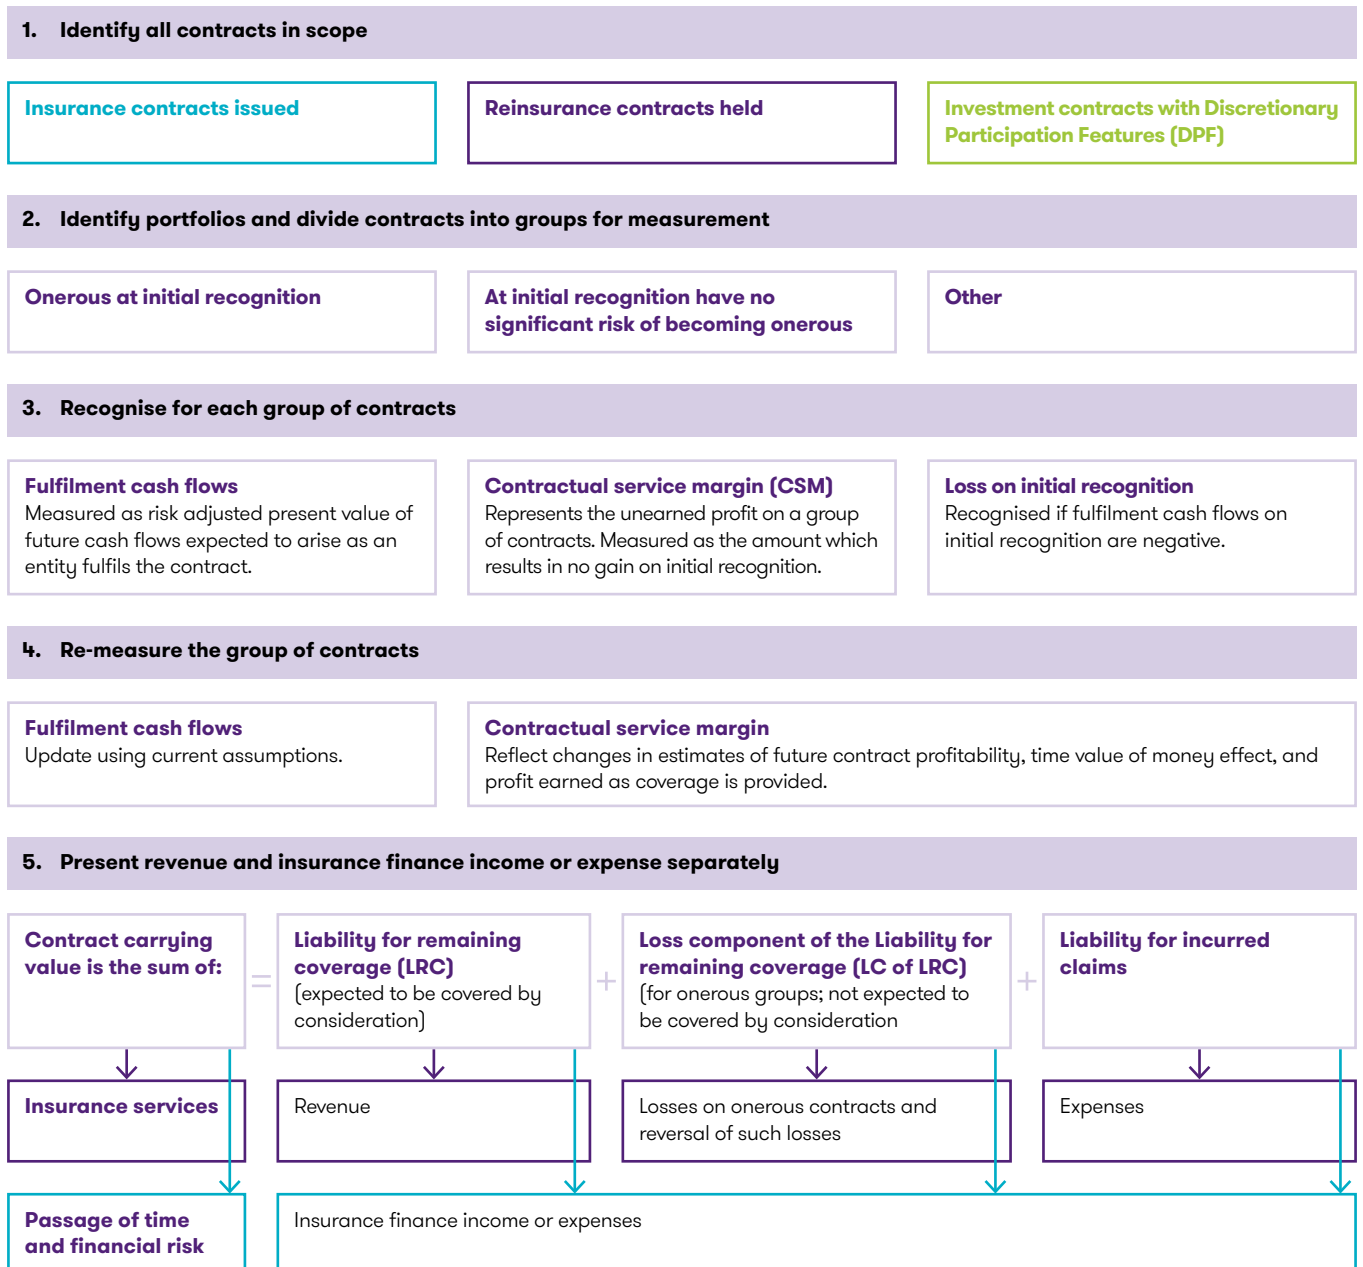 1. Identify all contracts in scope
Insurance contracts issued
Reinsurance contracts held
Investment contracts with Discretionary
Participation Features (DPF)
2. Identify portfolios and divide contracts into groups for measurement
Onerous at initial recognition
At initial recognition have no
significant risk of becoming onerous
Other
3. Recognise for each group of contracts
Fulfilment cash flows
Measured as risk adjusted present value of
future cash flows expected to arise as an
entity fulfils the contract.
Contractual service margin (CSM)
Represents the unearned profit on a group
of contracts. Measured as the amount which
results in no gain on initial recognition.
Loss on initial recognition
Recognised if fulfilment cash flows on
initial recognition are negative.
4. Re-measure the group of contracts
Fulfilment cash flows
Update using current assumptions.
Contractual service margin
Reflect changes in estimates of future contract profitability, time value of money effect, and
profit earned as coverage is provided.
5. Present revenue and insurance finance income or expense separately
Contract carrying
value is the sum of:
=
Liability for remaining
coverage (LRC)
(expected to be covered by
consideration)
+
Loss component of the Liability for
remaining coverage (LC of LRC)
(for onerous groups; not expected to
be covered by consideration
+
Liability for incurred
claims
Insurance services
Revenue
Losses on onerous contracts and
reversal of such losses
Expenses
Passage of time
and financial risk
Insurance finance income or expenses